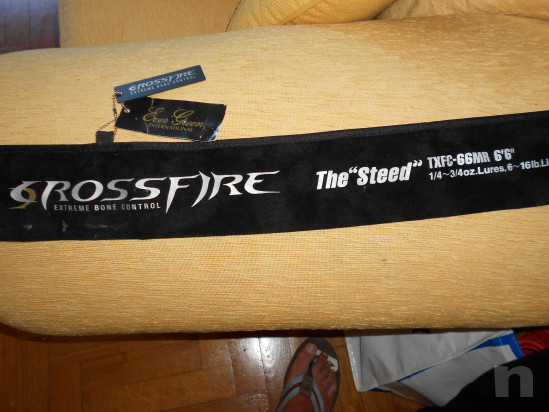 CROSSFIRE
EXTREME BONE CONTROL
Ever Green
INTERNATIONAL
CROSSFIRE
EXTREME BONE CONTROL
The "Steed"
TXFC-66MR 6'6"
1/4~3/4oz.Lures, 6~16lb.Li
n